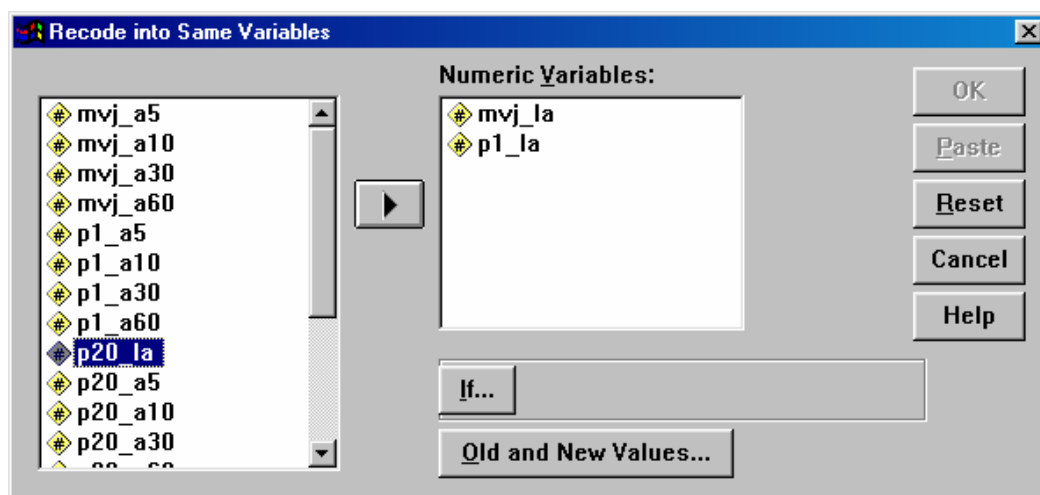 Recode into Same Variables
mvj_a5
mvj_a10
mvj_a30
mvj_a60
p1_a5
p1_a10
p1_a30
p1_a60
p20_la
p20_a5
p20_a10
p20_a30
Numeric Variables:
mvj_la
p1_la
If...
Old and New Values...
OK
Paste
Reset
Cancel
Help